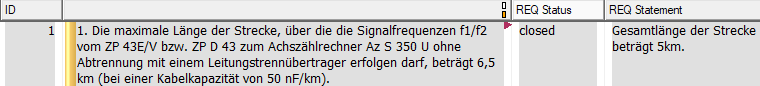 ID REQ Status REQ Statement
1 1. Die maximale Länge der Strecke, über die die Signalfrequenzen f1/f2 closed Gesamtlänge der Strecke
vom ZP 43E/V bzw. ZP D 43 zum Achszählrechner Az S 350 U ohne beträgt 5km.
Abtrennung mit einem Leitungstrennübertrager erfolgen darf, beträgt 6,5
km (bei einer Kabelkapazität von 50 nF/km).